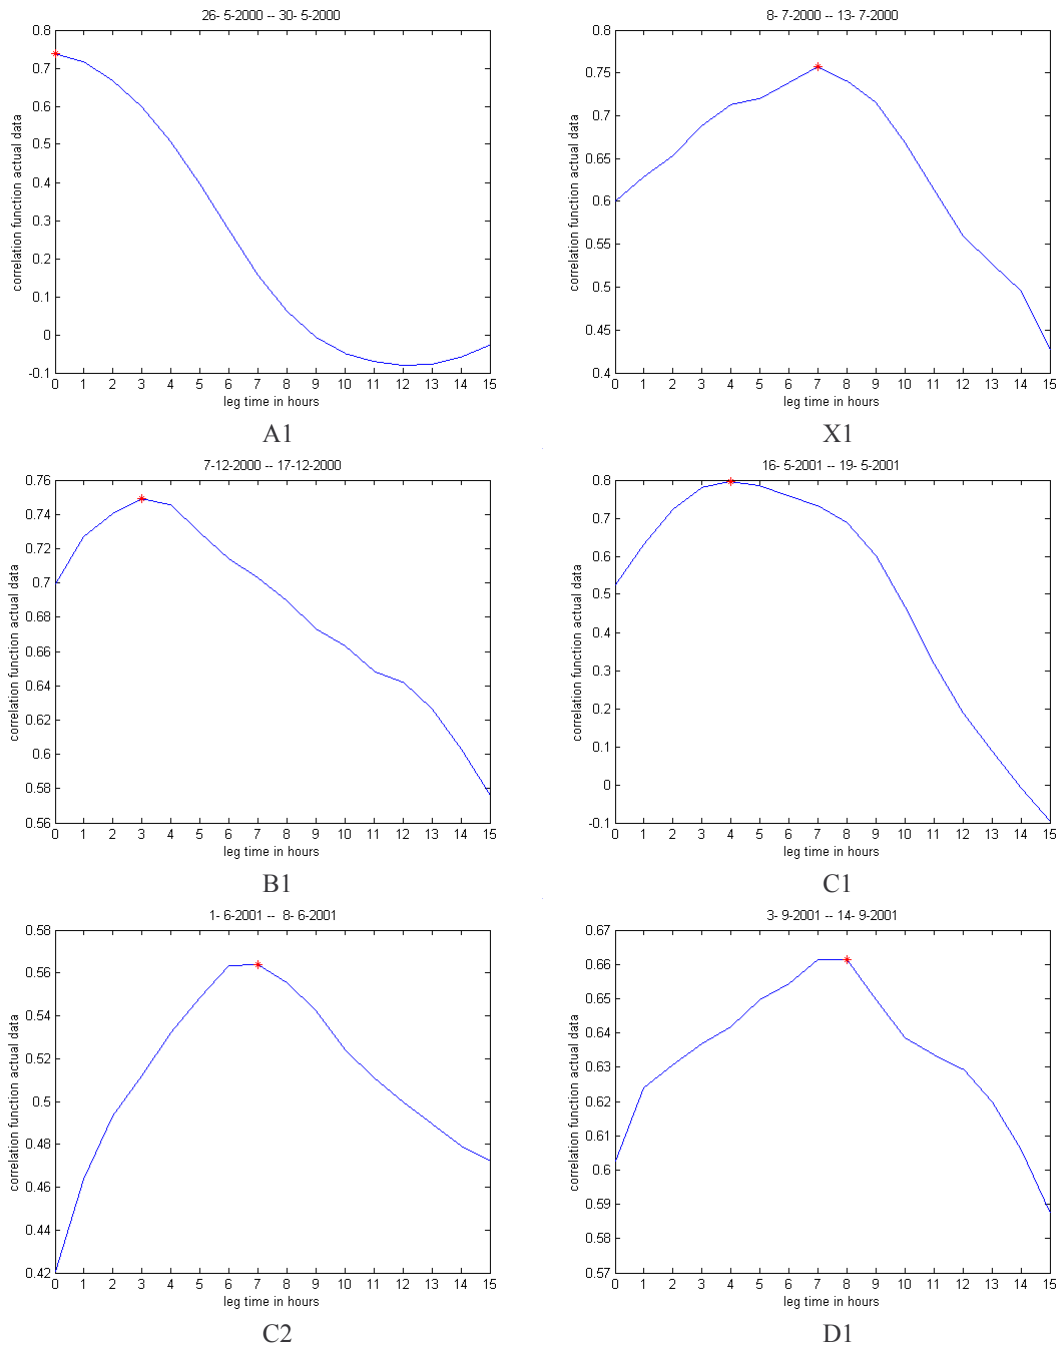 26- 5-2000 -- 30- 5-2000
0.8
0.7
0.6
0.5
0.4
0.3
0.2
0.1
0
-0.1
correlation function actual data
0 1 2 3 4 5 6 7 8 9 10 11 12 13 14 15
leg time in hours
A1
8- 7-2000 -- 13- 7-2000
0.8
0.75
0.7
0.65
0.6
0.55
0.5
0.45
0.4
correlation function actual data
0 1 2 3 4 5 6 7 8 9 10 11 12 13 14 15
leg time in hours
X1
7-12-2000 -- 17-12-2000
0.76
0.74
0.72
0.7
0.68
0.66
0.64
0.62
0.6
0.58
0.56
correlation function actual data
0 1 2 3 4 5 6 7 8 9 10 11 12 13 14 15
leg time in hours
B1
16- 5-2001 -- 19- 5-2001
0.8
0.7
0.6
0.5
0.4
0.3
0.2
0.1
0
-0.1
correlation function actual data
0 1 2 3 4 5 6 7 8 9 10 11 12 13 14 15
leg time in hours
C1
1- 6-2001 -- 8- 6-2001
0.58
0.56
0.54
0.52
0.5
0.48
0.46
0.44
0.42
correlation function actual data
0 1 2 3 4 5 6 7 8 9 10 11 12 13 14 15
leg time in hours
C2
3- 9-2001 -- 14- 9-2001
0.67
0.66
0.65
0.64
0.63
0.62
0.61
0.6
0.59
0.58
0.57
correlation function actual data
0 1 2 3 4 5 6 7 8 9 10 11 12 13 14 15
leg time in hours
D1